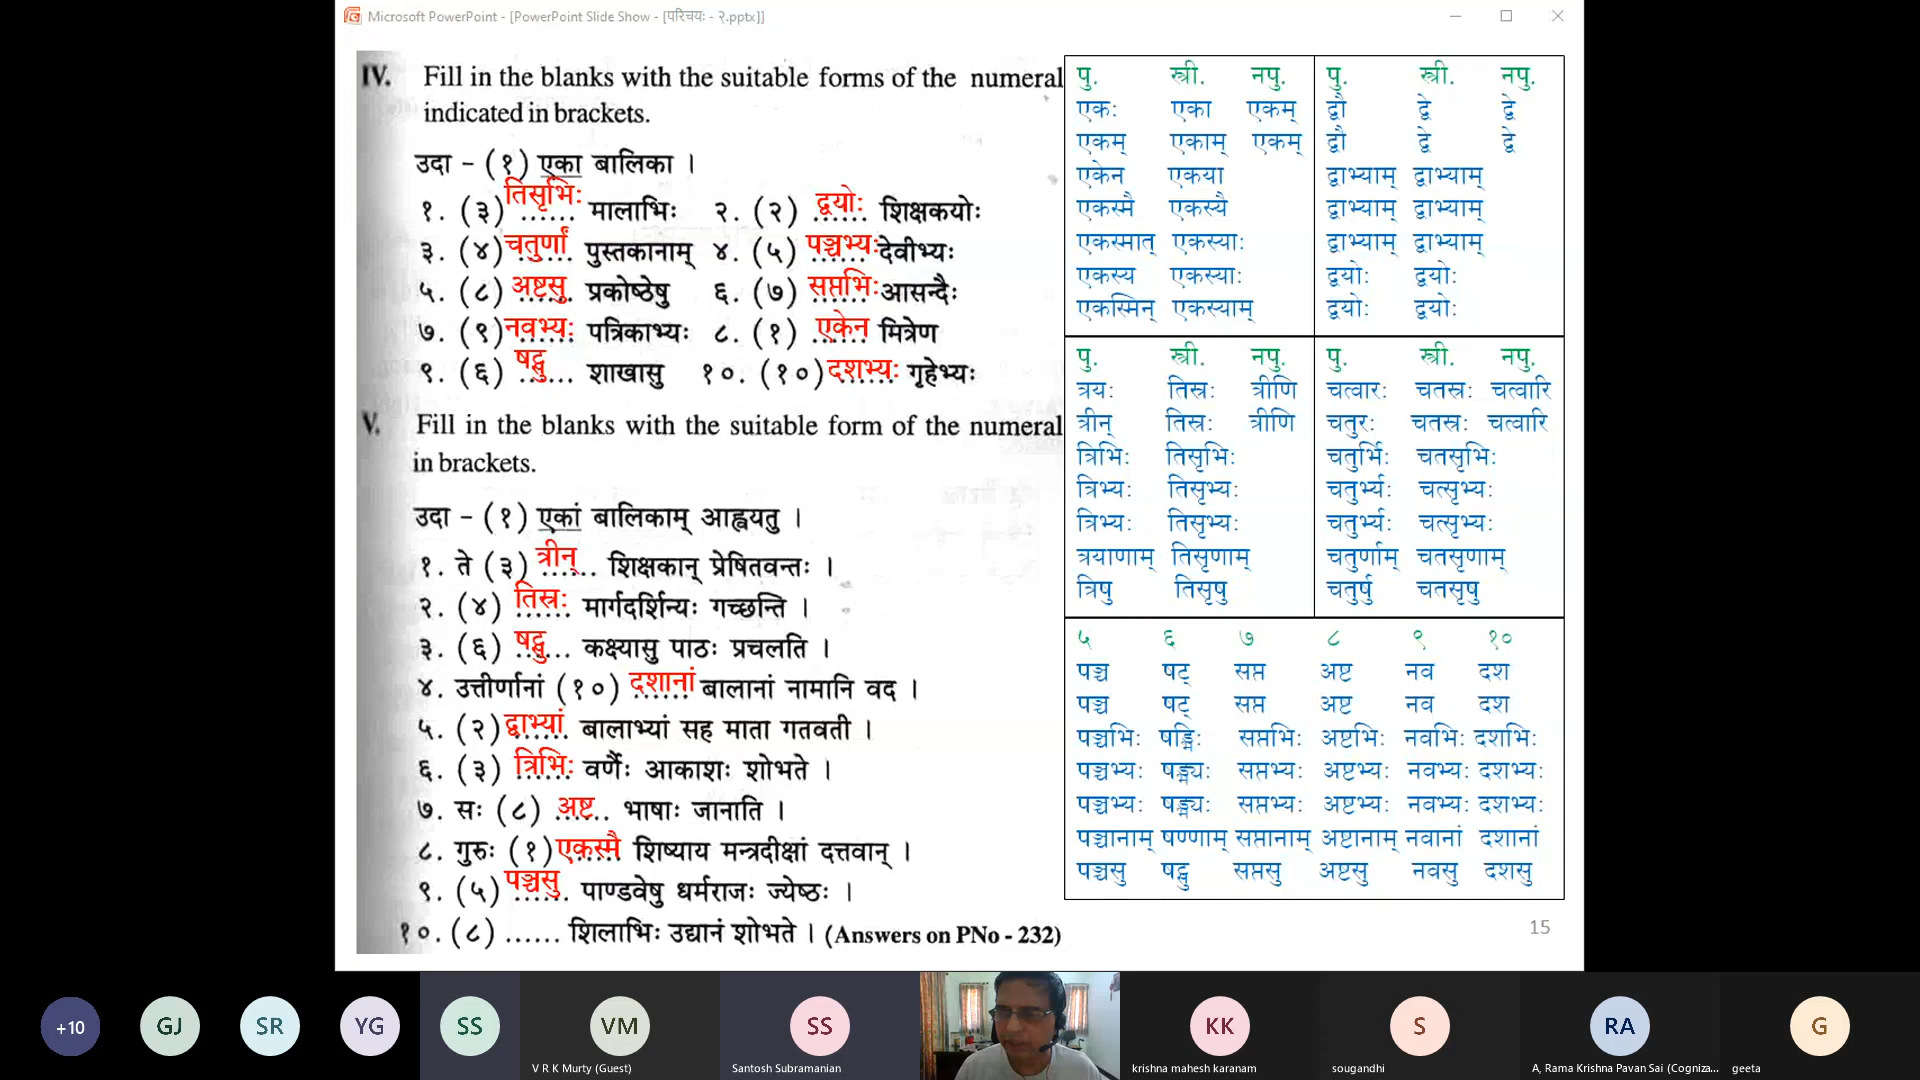 Microsoft PowerPoint - [PowerPoint Slide Show - [परिचयः - २.pptx]]
IV. Fill in the blanks with the suitable forms of the numeral
indicated in brackets.
उदा - (१) एका बालिका ।
१. (३) तिसृभिः मालाभिः २. (२) द्वयोः शिक्षकयोः
३. (४) चतुर्णां पुस्तकानाम् ४. (५) पञ्चभ्यः देवीभ्यः
५. (८) अष्टसु प्रकोष्ठेषु ६. (७) सप्तभिः आसन्दैः
७. (९) नवभ्यः पत्रिकाभ्यः ८. (१) एकेन मित्रेण
९. (६) षट्सु शाखासु १०. (१०) दशभ्यः गृहेभ्यः
V. Fill in the blanks with the suitable form of the numeral
in brackets.
उदा - (१) एकां बालिकाम् आह्वयतु ।
१. ते (३) त्रीन् शिक्षकान् प्रेषितवन्तः ।
२. (४) तिस्रः मार्गदर्शिन्यः गच्छन्ति ।
३. (६) षट्सु कक्ष्यासु पाठः प्रचलति ।
४. उत्तीर्णानां (१०) दशानां बालानां नामानि वद ।
५. (२) द्वाभ्यां बालाभ्यां सह माता गतवती ।
६. (३) त्रिभिः वर्णैः आकाशः शोभते ।
७. सः (८) अष्ट भाषाः जानाति ।
८. गुरुः (१) एकस्मै शिष्याय मन्त्रदीक्षां दत्तवान् ।
९. (५) पञ्चसु पाण्डवेषु धर्मराजः ज्येष्ठः ।
१०. (८) ...... शिलाभिः उद्यानं शोभते । (Answers on PNo - 232)
पु. स्त्री. नपु.
एकः एका एकम्
एकम् एकाम् एकम्
एकेन एकया
एकस्मै एकस्यै
एकस्मात् एकस्याः
एकस्य एकस्याः
एकस्मिन् एकस्याम्
पु. स्त्री. नपु.
द्वौ द्वे द्वे
द्वौ द्वे द्वे
द्वाभ्याम् द्वाभ्याम्
द्वाभ्याम् द्वाभ्याम्
द्वाभ्याम् द्वाभ्याम्
द्वयोः द्वयोः
द्वयोः द्वयोः
पु. स्त्री. नपु.
त्रयः तिस्रः त्रीणि
त्रीन् तिस्रः त्रीणि
त्रिभिः तिसृभिः
त्रिभ्यः तिसृभ्यः
त्रिभ्यः तिसृभ्यः
त्रयाणाम् तिसृणाम्
त्रिषु तिसृषु
पु. स्त्री. नपु.
चत्वारः चतस्रः चत्वारि
चतुरः चतस्रः चत्वारि
चतुर्भिः चतसृभिः
चतुर्भ्यः चत्सृभ्यः
चतुर्भ्यः चत्सृभ्यः
चतुर्णाम् चतसृणाम्
चतुर्षु चतसृषु
५ ६ ७ ८ ९ १०
पञ्च षट् सप्त अष्ट नव दश
पञ्च षट् सप्त अष्ट नव दश
पञ्चभिः षड्भिः सप्तभिः अष्टभिः नवभिः दशभिः
पञ्चभ्यः षड्भ्यः सप्तभ्यः अष्टभ्यः नवभ्यः दशभ्यः
पञ्चभ्यः षड्भ्यः सप्तभ्यः अष्टभ्यः नवभ्यः दशभ्यः
पञ्चानाम् षण्णाम् सप्तानाम् अष्टानाम् नवानां दशानां
पञ्चसु षट्सु सप्तसु अष्टसु नवसु दशसु
15
+10 GJ SR YG SS VM SS KK S RA G
V R K Murty (Guest) Santosh Subramanian krishna mahesh karanam sougandhi A, Rama Krishna Pavan Sai (Cogniza... geeta